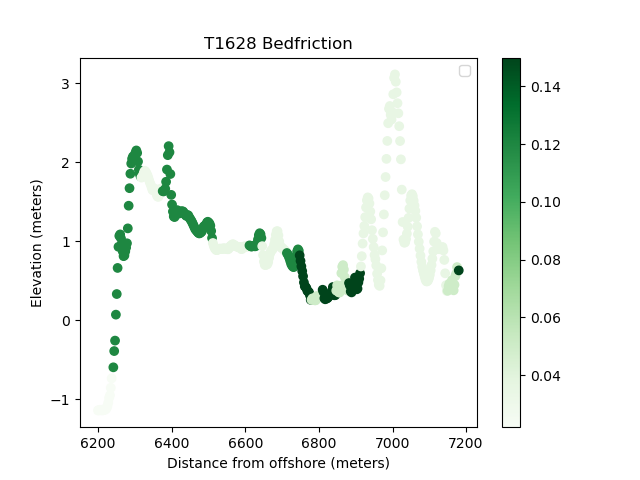 T1628 Bedfriction
3
2
1
0
−1
Elevation (meters)
6200 6400 6600 6800 7000 7200
Distance from offshore (meters)
0.14
0.12
0.10
0.08
0.06
0.04